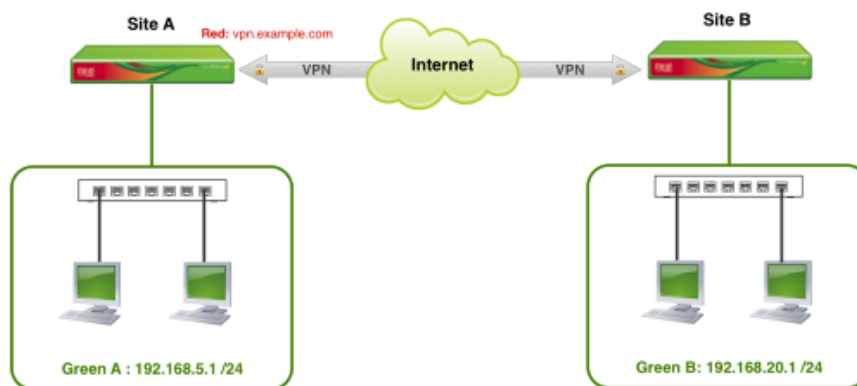 Site A
Red: vpn.example.com
Site B
VPN
Internet
VPN
Green A : 192.168.5.1 /24
Green B: 192.168.20.1 /24